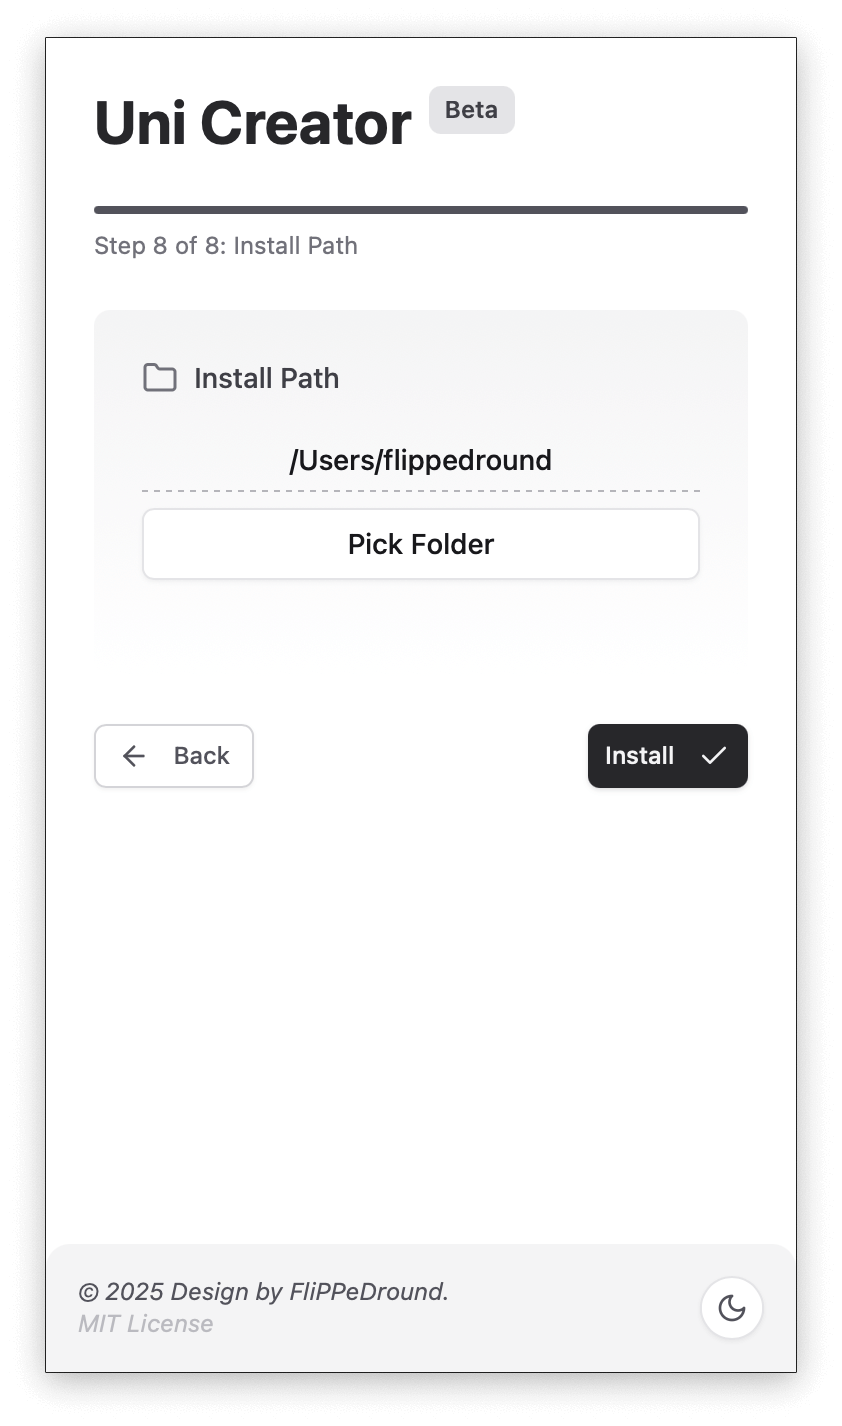 Uni Creator Beta
Step 8 of 8: Install Path
Install Path
/Users/flippedround
Pick Folder
Back
Install
© 2025 Design by FliPPeDround.
MIT License